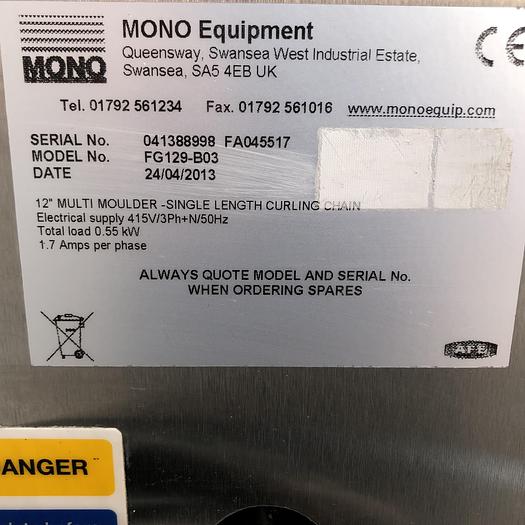 MONO
MONO Equipment
Queensway, Swansea West Industrial Estate,
Swansea, SA5 4EB UK
CE
Tel. 01792 561234 Fax. 01792 561016 www.monoequip.com
SERIAL No. 041388998 FA045517
MODEL No. FG129-B03
DATE 24/04/2013
12" MULTI MOULDER -SINGLE LENGTH CURLING CHAIN
Electrical supply 415V/3Ph+N/50Hz
Total load 0.55 kW
1.7 Amps per phase
ALWAYS QUOTE MODEL AND SERIAL No.
WHEN ORDERING SPARES
AFE
ANGER